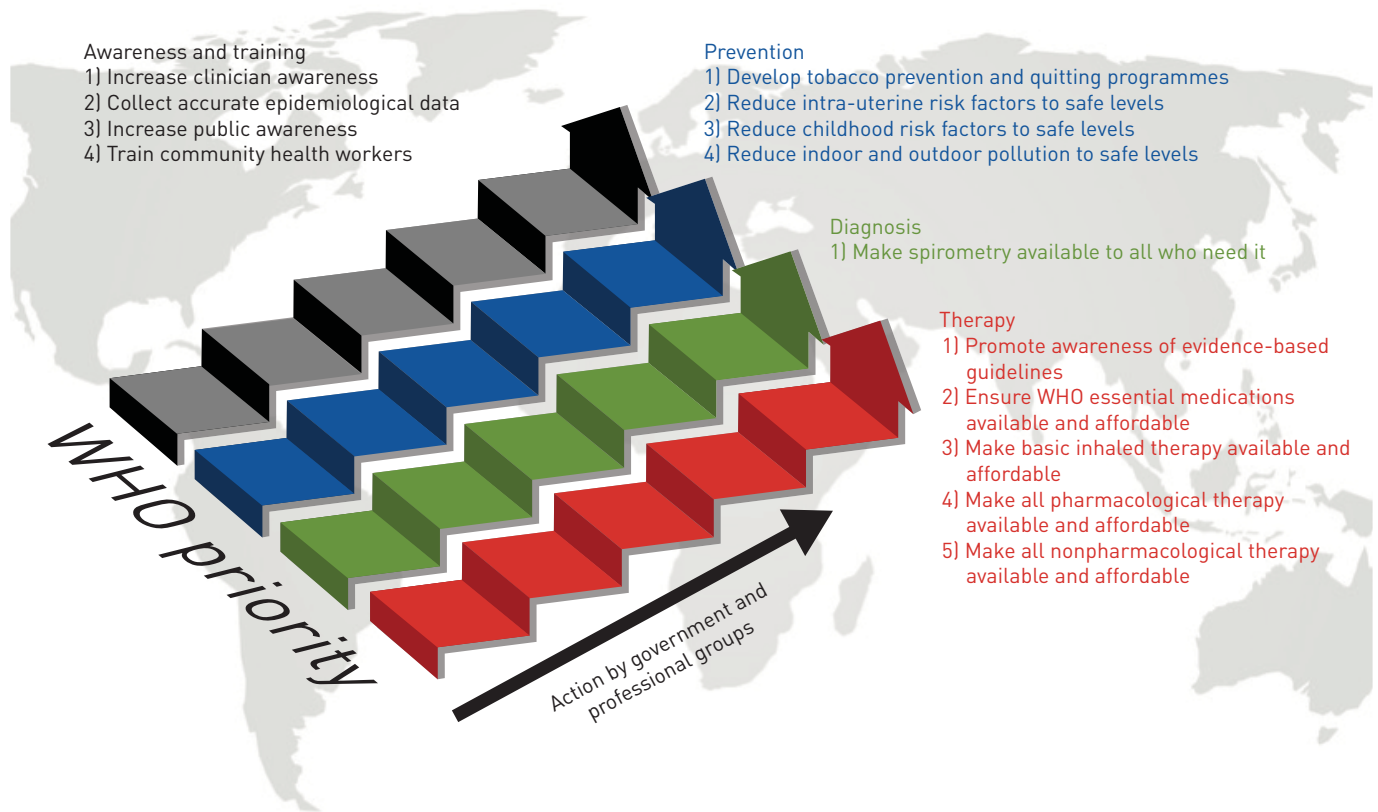 Awareness and training
1) Increase clinician awareness
2) Collect accurate epidemiological data
3) Increase public awareness
4) Train community health workers
Prevention
1) Develop tobacco prevention and quitting programmes
2) Reduce intra-uterine risk factors to safe levels
3) Reduce childhood risk factors to safe levels
4) Reduce indoor and outdoor pollution to safe levels
Diagnosis
1) Make spirometry available to all who need it
Therapy
1) Promote awareness of evidence-based
guidelines
2) Ensure WHO essential medications
available and affordable
3) Make basic inhaled therapy available and
affordable
4) Make all pharmacological therapy
available and affordable
5) Make all nonpharmacological therapy
available and affordable
WHO priority
Action by government and
professional groups